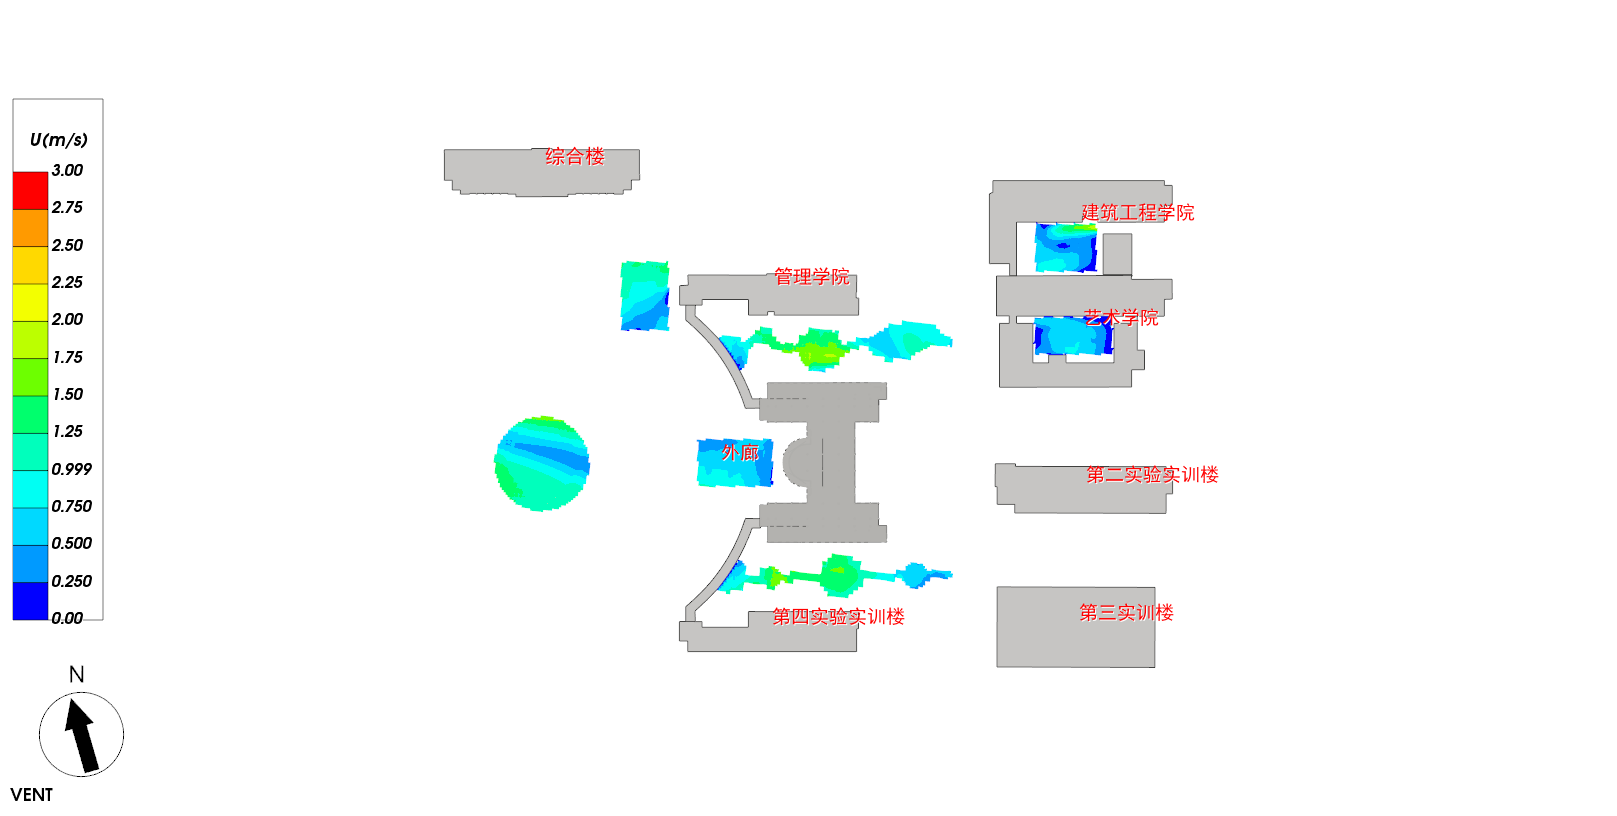 U(m/s)
3.00
2.75
2.50
2.25
2.00
1.75
1.50
1.25
0.999
0.750
0.500
0.250
0.00
N
VENT
综合楼
建筑工程学院
管理学院
艺术学院
外廊
第二实验实训楼
第三实训楼
第四实验实训楼